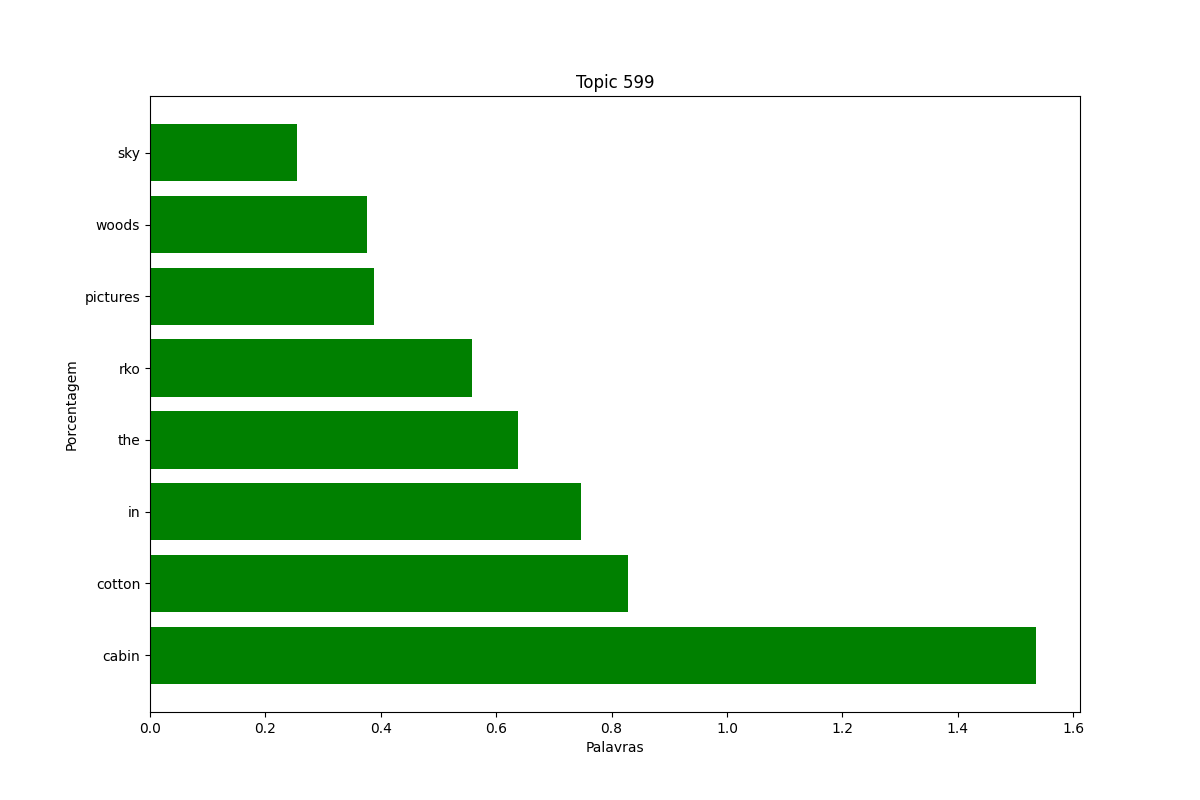 Topic 599
sky
woods
pictures
rko
the
in
cotton
cabin
Porcentagem
0.0 0.2 0.4 0.6 0.8 1.0 1.2 1.4 1.6
Palavras